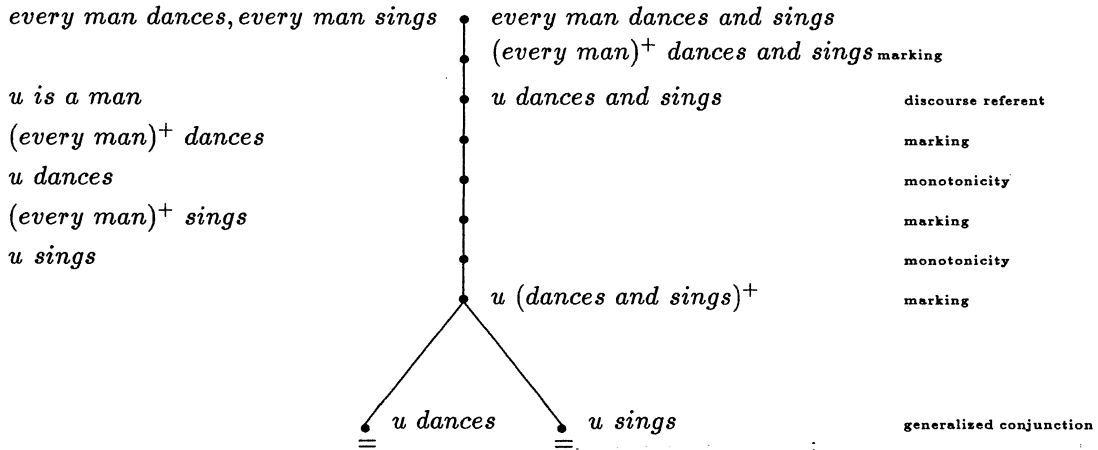 every man dances, every man sings every man dances and sings
(every man)+ dances and sings marking
u is a man u dances and sings discourse referent
(every man)+ dances marking
u dances monotonicity
(every man)+ sings marking
u sings monotonicity
u (dances and sings)+ marking
u dances u sings generalized conjunction
= =